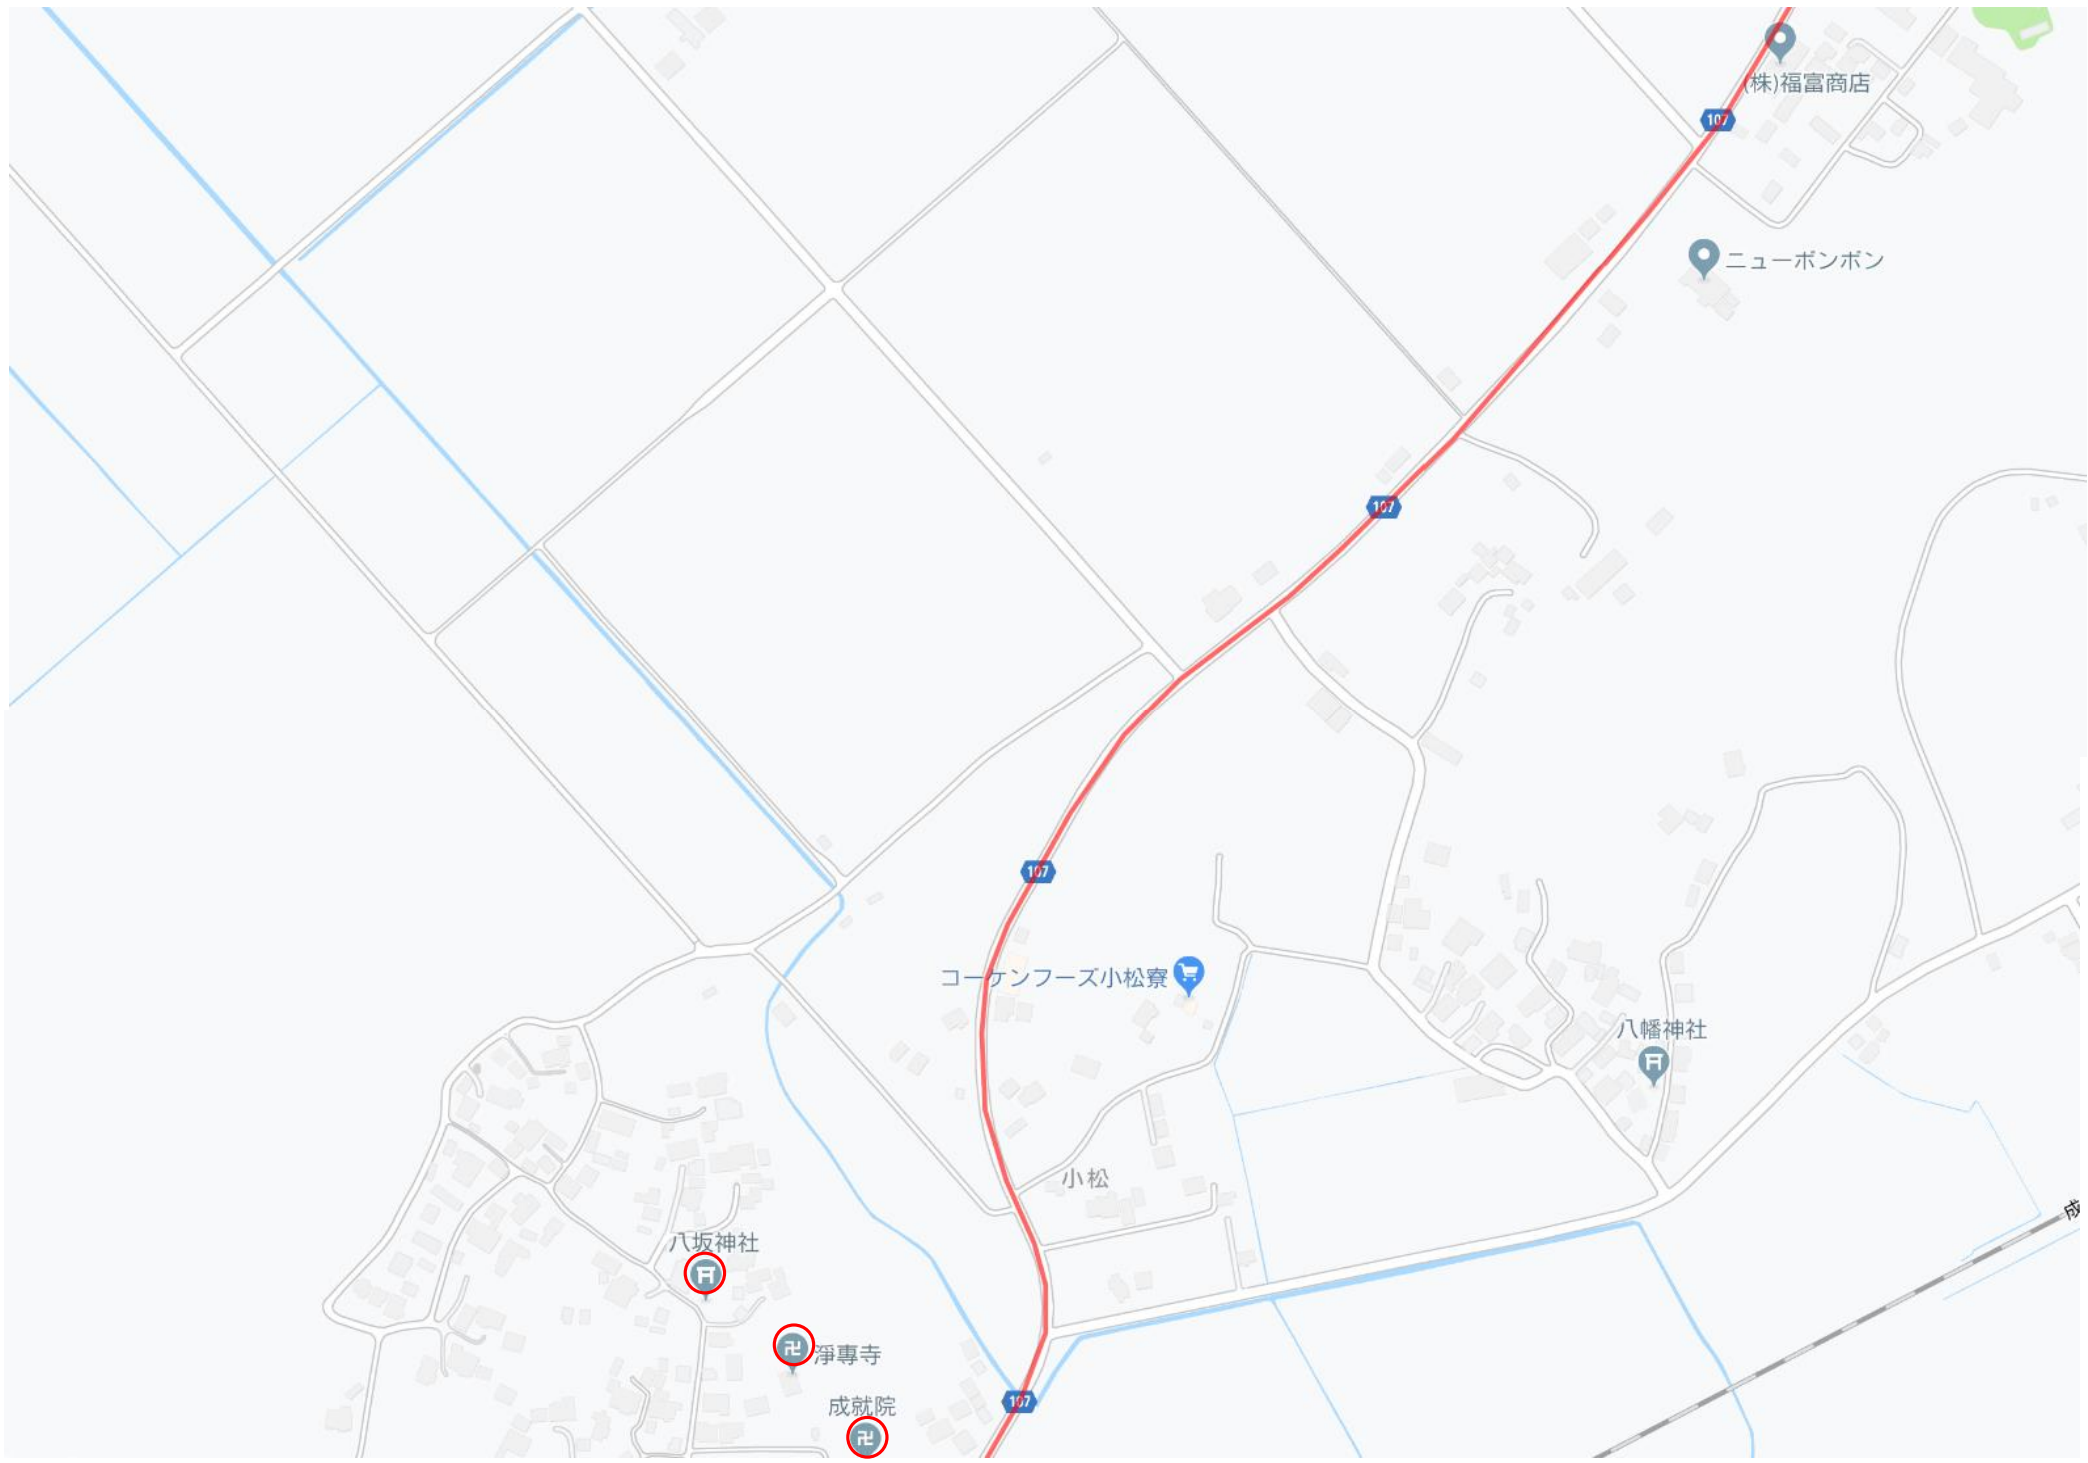 (株)福富商店
107
ニューボンボン
107
107
コーケンフーズ小松寮
八幡神社
小松
成
八坂神社
淨專寺
成就院
107